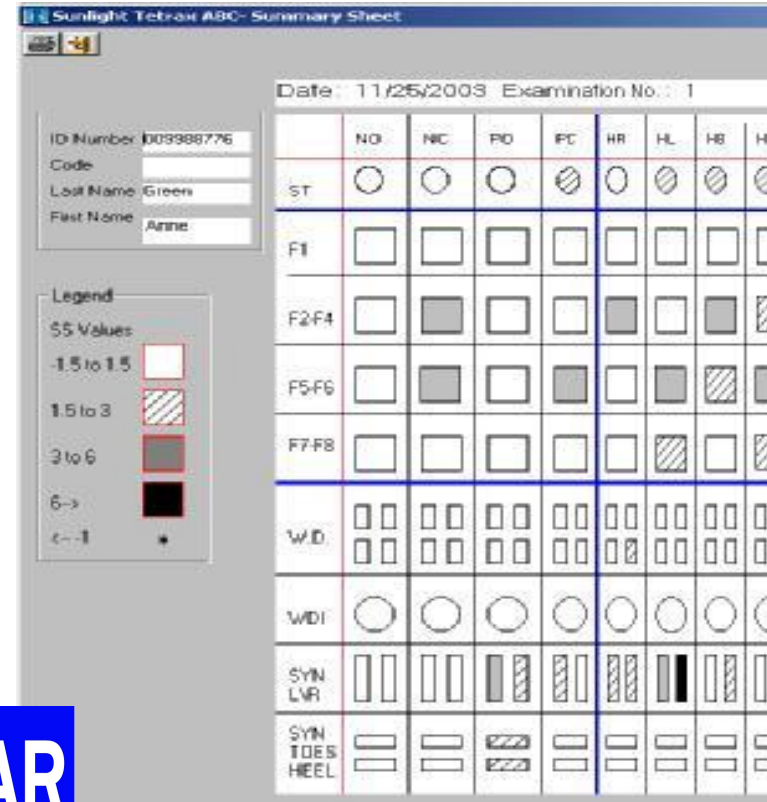 Sunlight Tetrax ABC- Summary Sheet
Date: 11/25/2003 Examination No.: 1
ID Number 009988776
Code
Last Name Green
First Name Anne
NO NC PO PC HR HL HB H
ST
F1
F2-F4
F5-F6
F7-F8
W.D.
WDI
SYN LVR
SYN TOES HEEL
Legend
SS Values
-1.5 to 1.5
1.5 to 3
3 to 6
6-->
<--1
AR